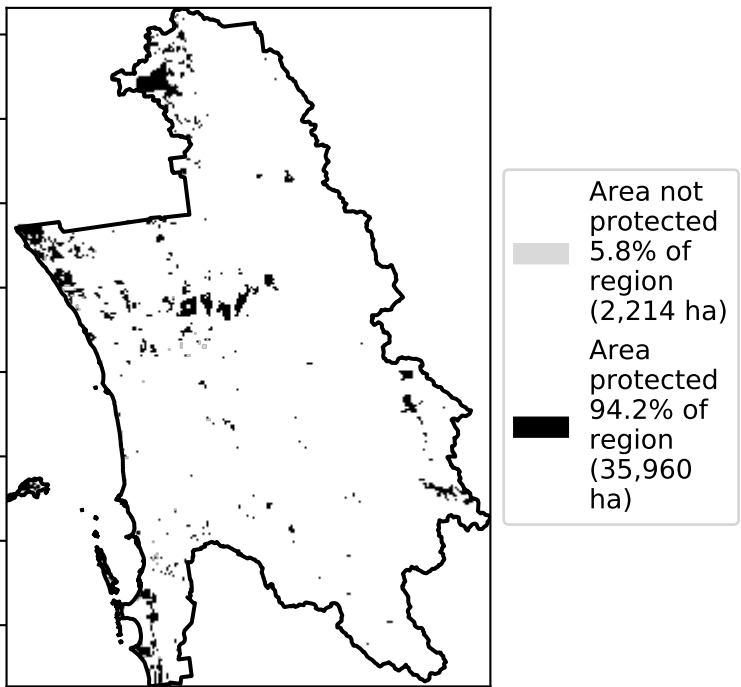 Area not
protected
5.8% of
region
(2,214 ha)
Area
protected
94.2% of
region
(35,960
ha)